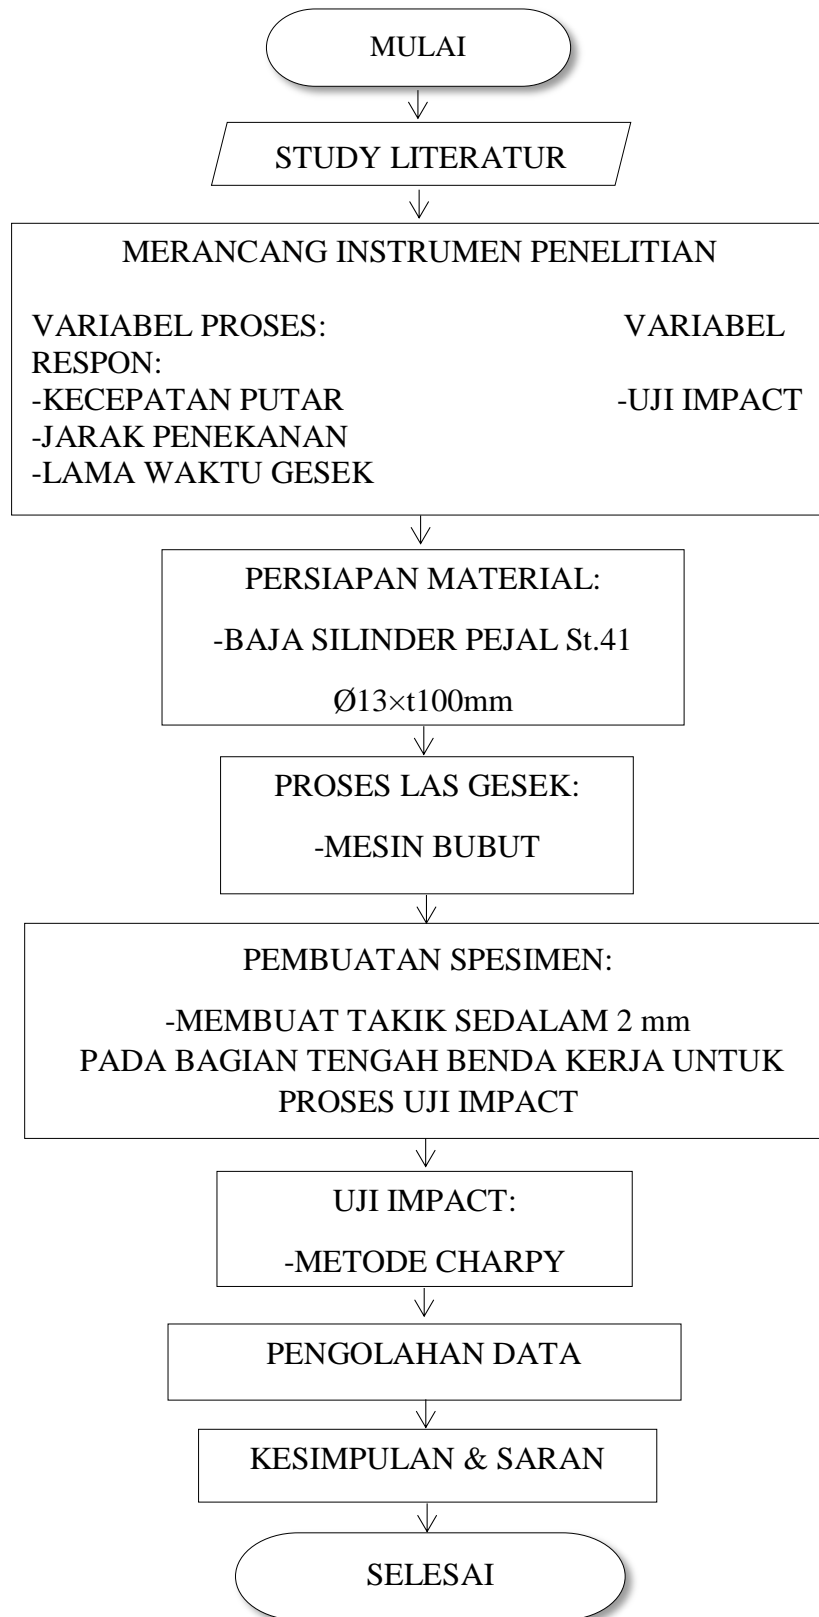 MULAI
STUDY LITERATUR
MERANCANG INSTRUMEN PENELITIAN
VARIABEL PROSES: VARIABEL
RESPON:
-KECEPATAN PUTAR -UJI IMPACT
-JARAK PENEKANAN
-LAMA WAKTU GESEK
PERSIAPAN MATERIAL:
-BAJA SILINDER PEJAL St.41
Ø13×t100mm
PROSES LAS GESEK:
-MESIN BUBUT
PEMBUATAN SPESIMEN:
-MEMBUAT TAKIK SEDALAM 2 mm
PADA BAGIAN TENGAH BENDA KERJA UNTUK
PROSES UJI IMPACT
UJI IMPACT:
-METODE CHARPY
PENGOLAHAN DATA
KESIMPULAN & SARAN
SELESAI